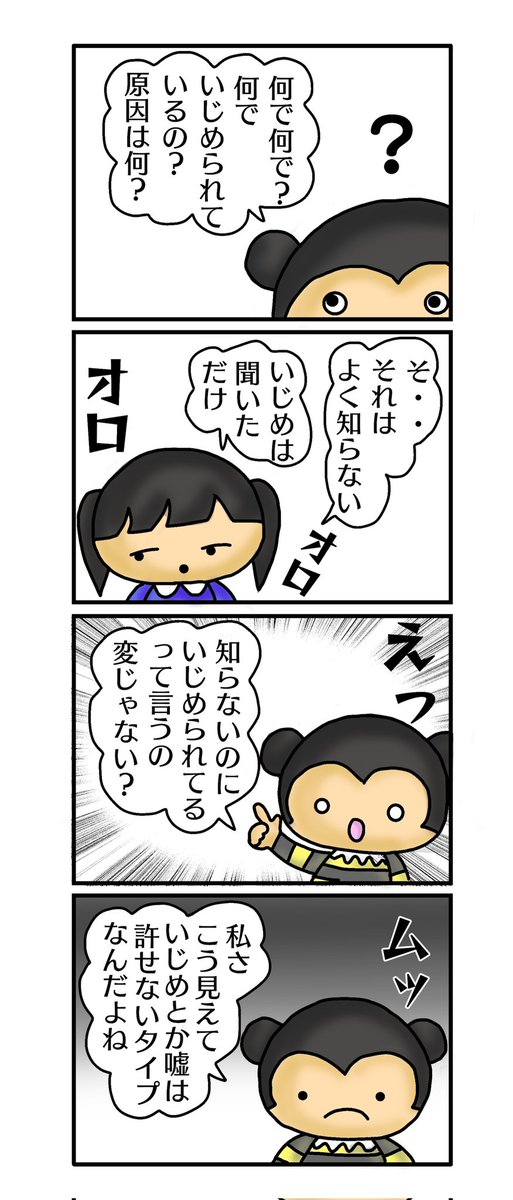 何で何で?
何で
いじめられて
いるの?
原因は何?
?
そ・・
それは
よく知らない
オロ
いじめは
聞いた
だけ
オロ
えっ
知らないのに
いじめられてる
って言うの
変じゃない?
ムッ
私さ
こう見えて
いじめとか嘘は
許せないタイプ
なんだよね